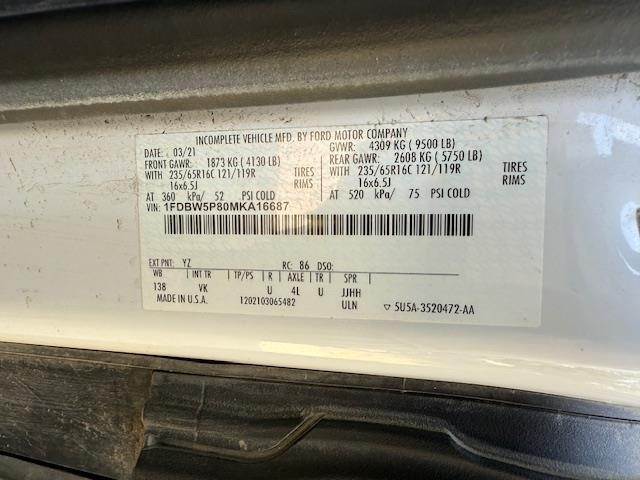 INCOMPLETE VEHICLE MFD. BY FORD MOTOR COMPANY
DATE: 03/21 GVWR: 4309 KG ( 9500 LB)
FRONT GAWR: 1873 KG ( 4130 LB) REAR GAWR: 2608 KG ( 5750 LB)
WITH 235/65R16C 121/119R TIRES WITH 235/65R16C 121/119R TIRES
16x6.5J RIMS 16x6.5J RIMS
AT 360 kPa/ 52 PSI COLD AT 520 kPa/ 75 PSI COLD
VIN: 1FDBW5P80MKA16687
EXT PNT: YZ RC: 86 DSO:
WB INT TR TP/PS R AXLE TR SPR
138 VK U 4L U JJHH
MADE IN U.S.A. 1202103065482 ULN ▽ 5U5A-3520472-AA